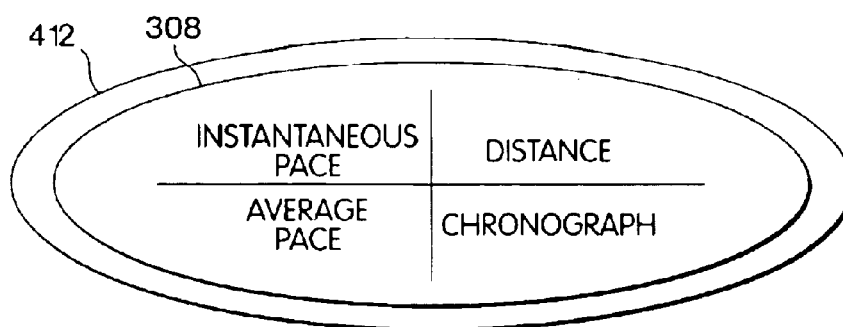 412
308
INSTANTANEOUS
PACE
DISTANCE
AVERAGE
PACE
CHRONOGRAPH